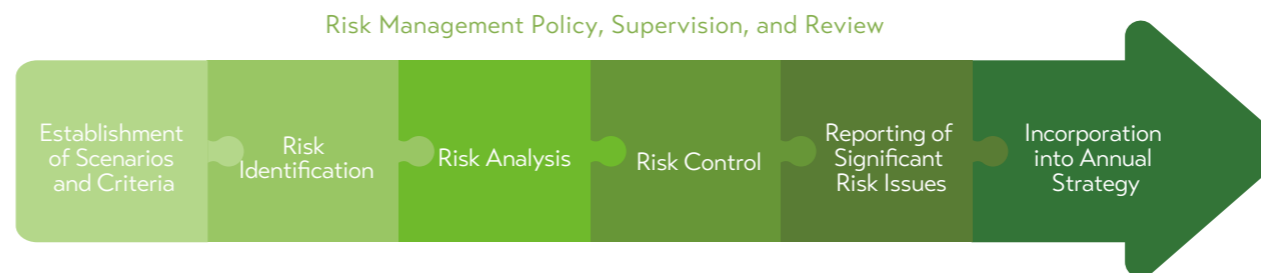 Risk Management Policy, Supervision, and Review
Establishment
of Scenarios
and Criteria
Risk
Identification
Risk Analysis
Risk Control
Reporting of
Significant
Risk Issues
Incorporation
into Annual
Strategy